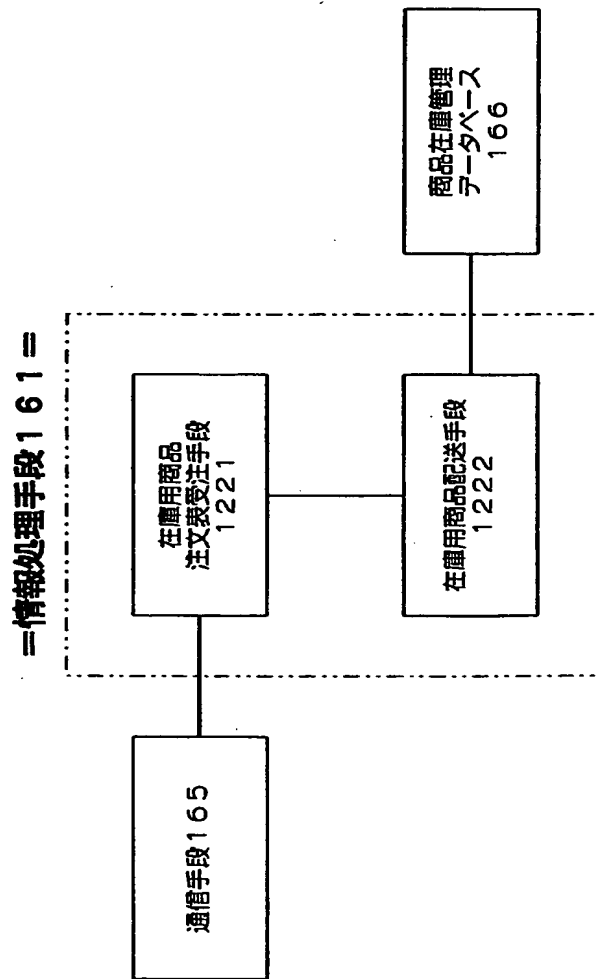 =情報処理手段161=
通信手段165
在庫用商品
注文表受注手段
1221
在庫用商品配送手段
1222
商品在庫管理
データベース
166